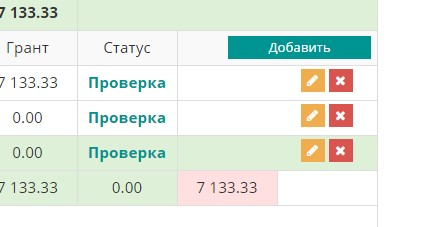 7 133.33
Грант Статус Добавить
7 133.33 Проверка
0.00 Проверка
0.00 Проверка
7 133.33 0.00 7 133.33